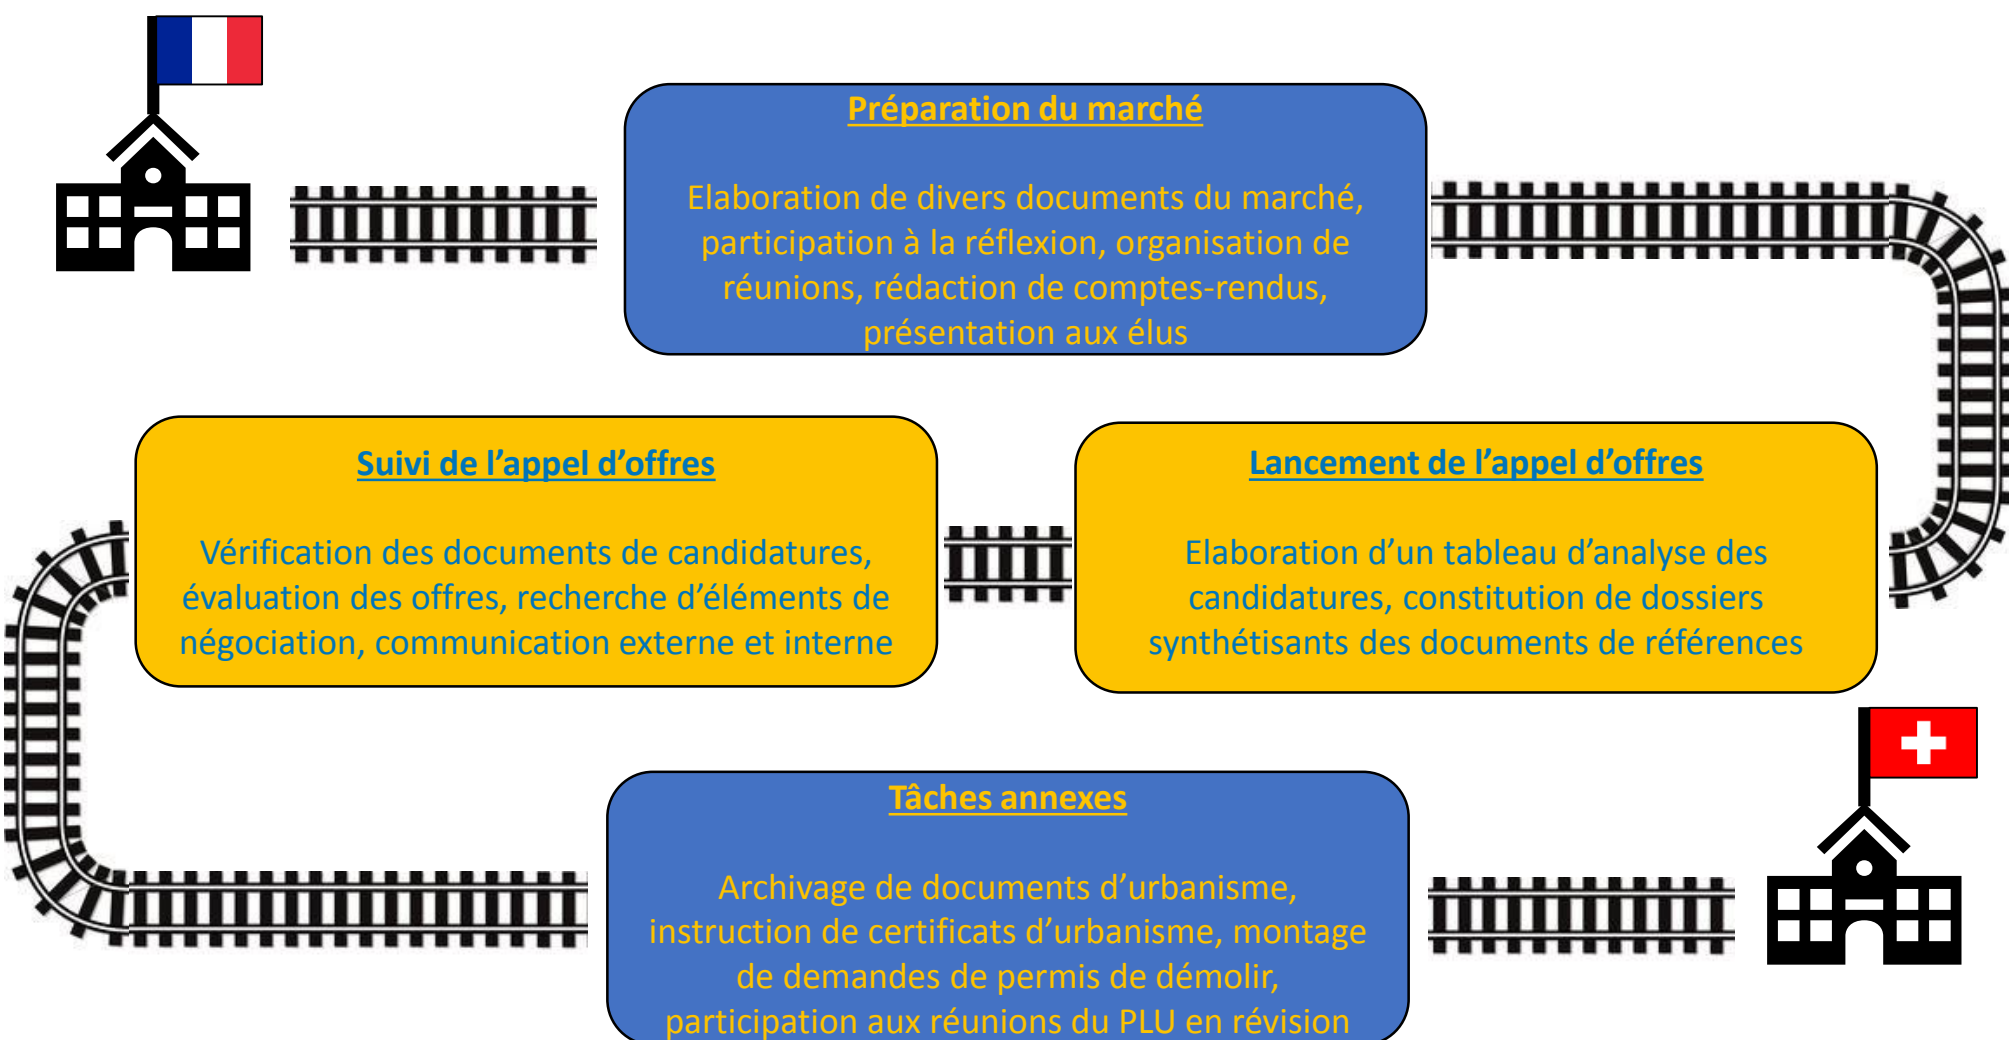 Préparation du marché
Elaboration de divers documents du marché,
participation à la réflexion, organisation de
réunions, rédaction de comptes-rendus,
présentation aux élus
Lancement de l’appel d’offres
Elaboration d’un tableau d’analyse des
candidatures, constitution de dossiers
synthétisants des documents de références
Suivi de l’appel d’offres
Vérification des documents de candidatures,
évaluation des offres, recherche d’éléments de
négociation, communication externe et interne
Tâches annexes
Archivage de documents d’urbanisme,
instruction de certificats d’urbanisme, montage
de demandes de permis de démolir,
participation aux réunions du PLU en révision